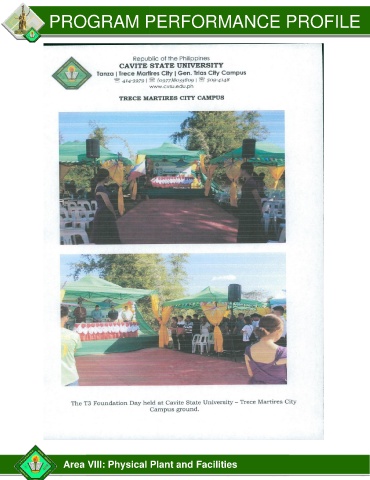 PROGRAM PERFORMANCE PROFILE
Republic of the Philippines
CAVITE STATE UNIVERSITY
Tanza | Trece Martires City | Gen. Trias City Campus
www.cvsu.edu.ph
TRECE MARTIRES CITY CAMPUS
The T3 Foundation Day held at Cavite State University – Trece Martires City
Campus ground.
Area VIII: Physical Plant and Facilities